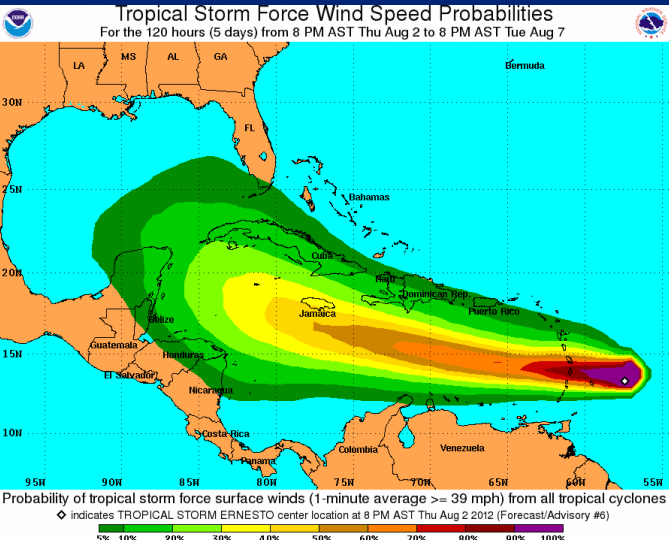 Tropical Storm Force Wind Speed Probabilities
For the 120 hours (5 days) from 8 PM AST Thu Aug 2 to 8 PM AST Tue Aug 7
NOAA
LA MS AL GA
Bermuda
30N
FL
25N
Bahamas
Cuba
20N
Haiti
Dominican Rep.
Puerto Rico
Jamaica
Belize
Guatemala
15N
Honduras
El Salvador
Nicaragua
10N
Costa Rica
Panama
Colombia
Venezuela
95W 90W 85W 80W 75W 70W 65W 60W 55W
Probability of tropical storm force surface winds (1-minute average >= 39 mph) from all tropical cyclones
indicates TROPICAL STORM ERNESTO center location at 8 PM AST Thu Aug 2 2012 (Forecast/Advisory #6)
5% 10% 20% 30% 40% 50% 60% 70% 80% 90% 100%